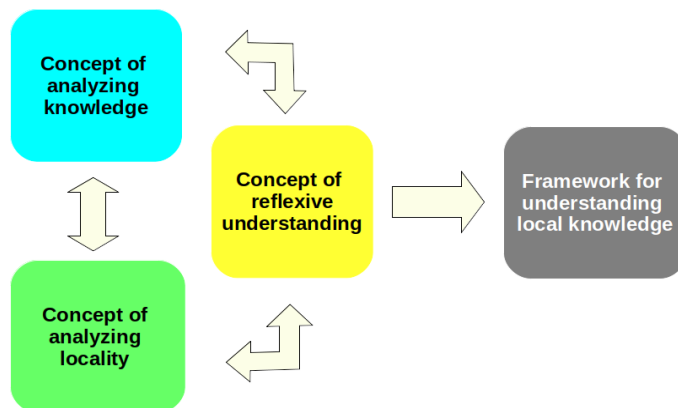 Concept of
analyzing
knowledge
Concept of
reflexive
understanding
Framework for
understanding
local knowledge
Concept of
analyzing
locality